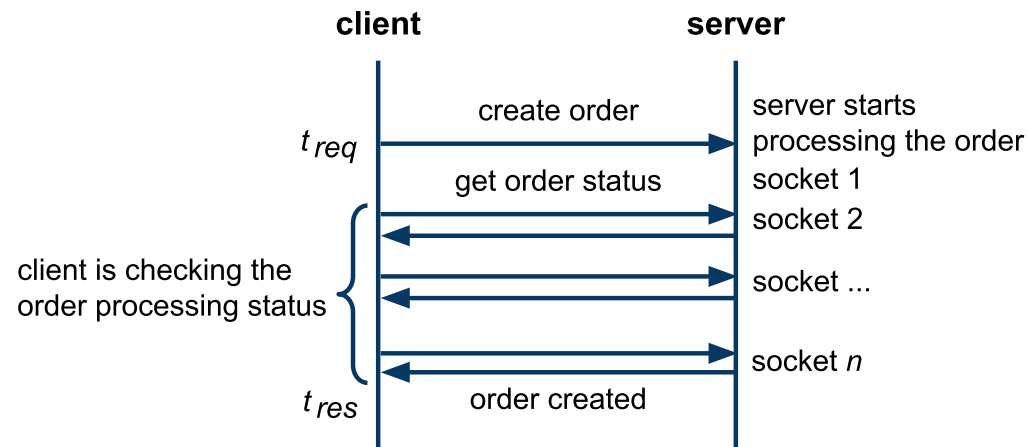 client
server
create order
server starts
processing the order
t req
get order status
socket 1
socket 2
client is checking the
order processing status
socket ...
socket n
t res
order created